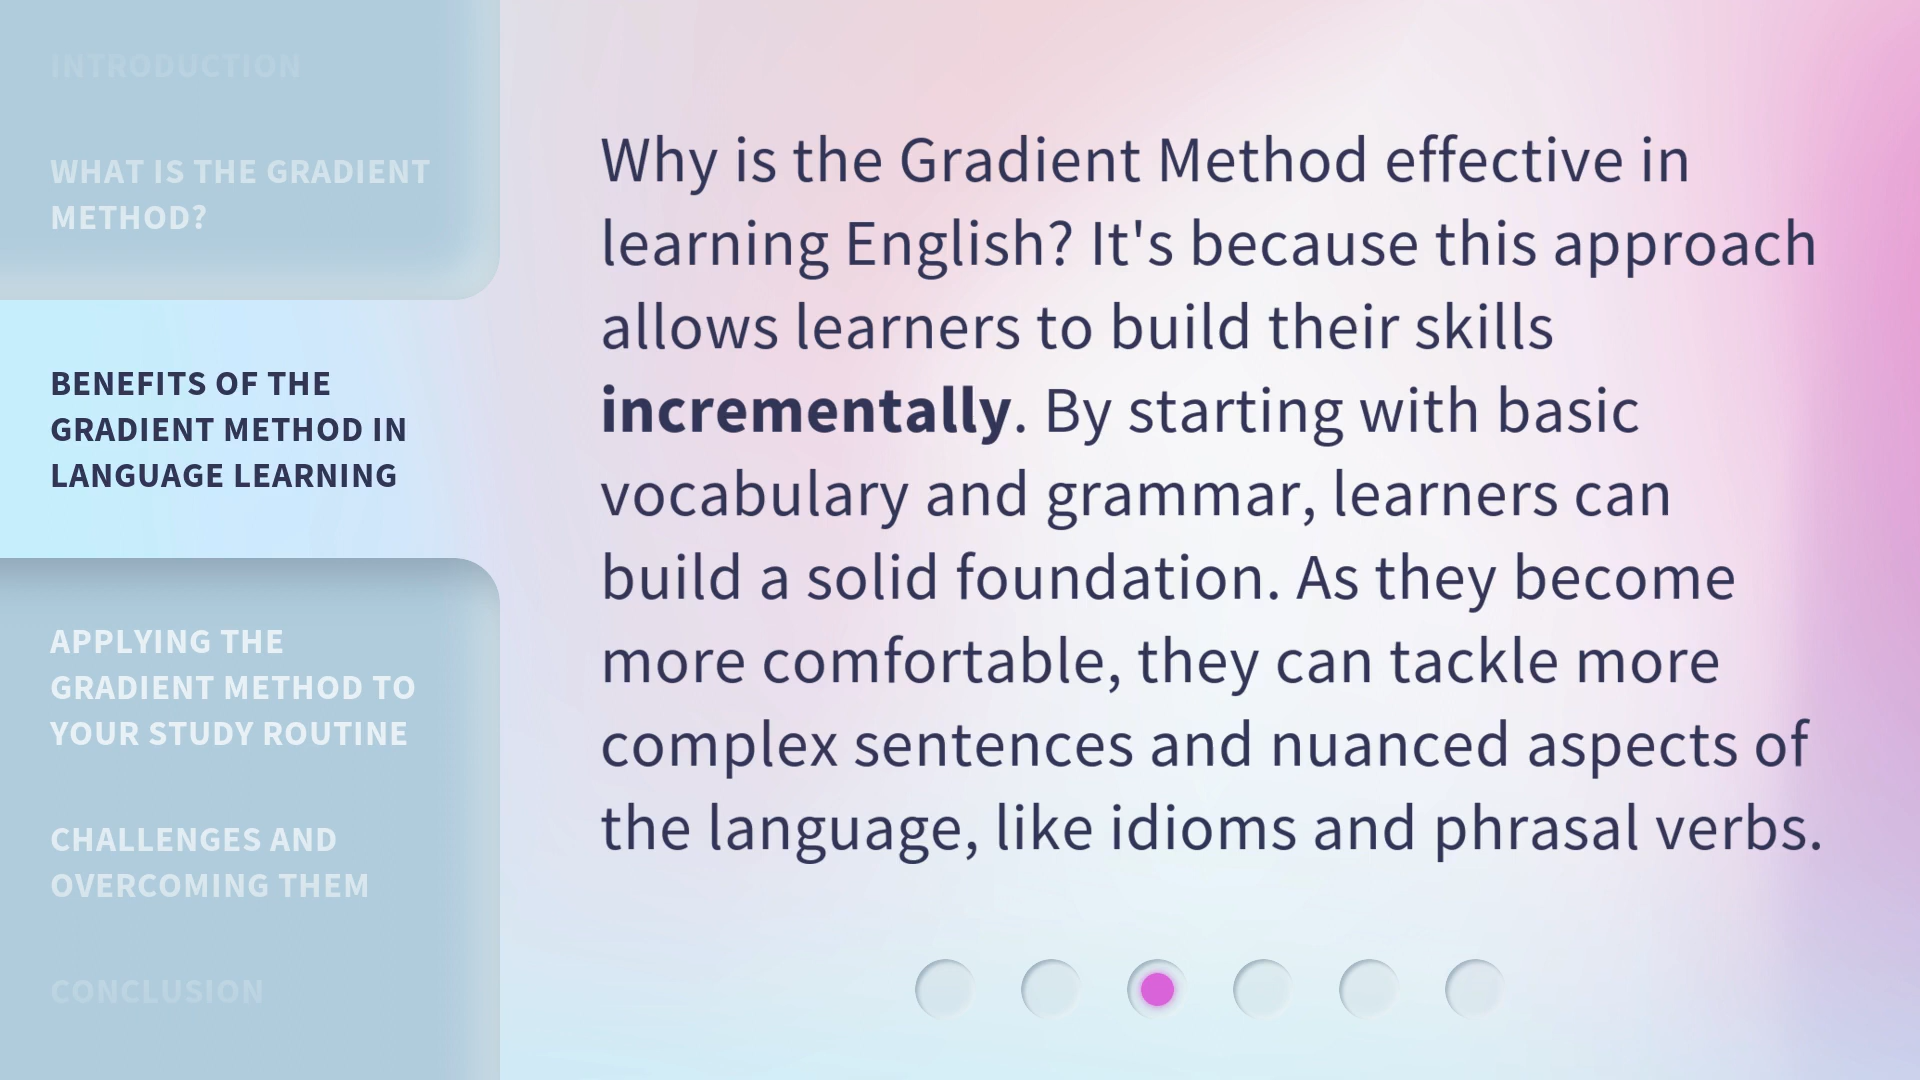 INTRODUCTION
WHAT IS THE GRADIENT
METHOD?
BENEFITS OF THE
GRADIENT METHOD IN
LANGUAGE LEARNING
APPLYING THE
GRADIENT METHOD TO
YOUR STUDY ROUTINE
CHALLENGES AND
OVERCOMING THEM
CONCLUSION
Why is the Gradient Method effective in
learning English? It's because this approach
allows learners to build their skills
incrementally. By starting with basic
vocabulary and grammar, learners can
build a solid foundation. As they become
more comfortable, they can tackle more
complex sentences and nuanced aspects of
the language, like idioms and phrasal verbs.